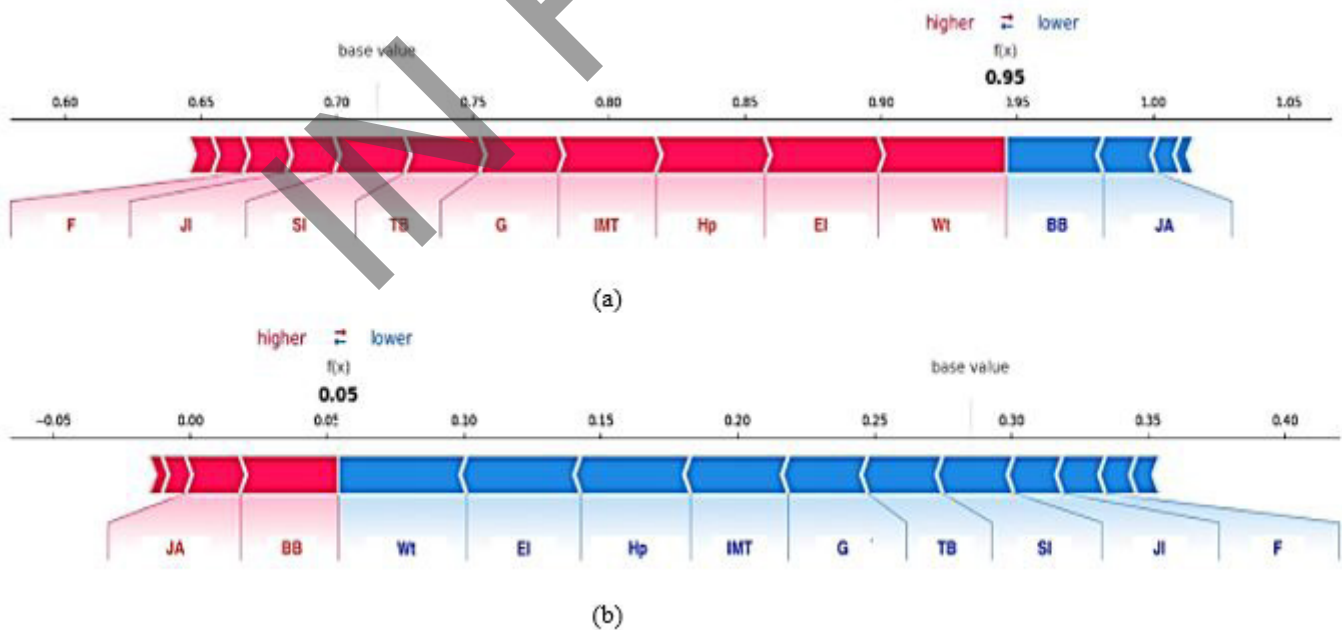 higher ⇄ lower
base value
f(x)
0.95
0.60 0.65 0.70 0.75 0.80 0.85 0.90 0.95 1.00 1.05
F JI SI TB G IMT Hp EI Wt BB JA
(a)
higher ⇄ lower
f(x)
base value
0.05
−0.05 0.00 0.05 0.10 0.15 0.20 0.25 0.30 0.35 0.40
JA BB Wt EI Hp IMT G TB SI JI F
(b)